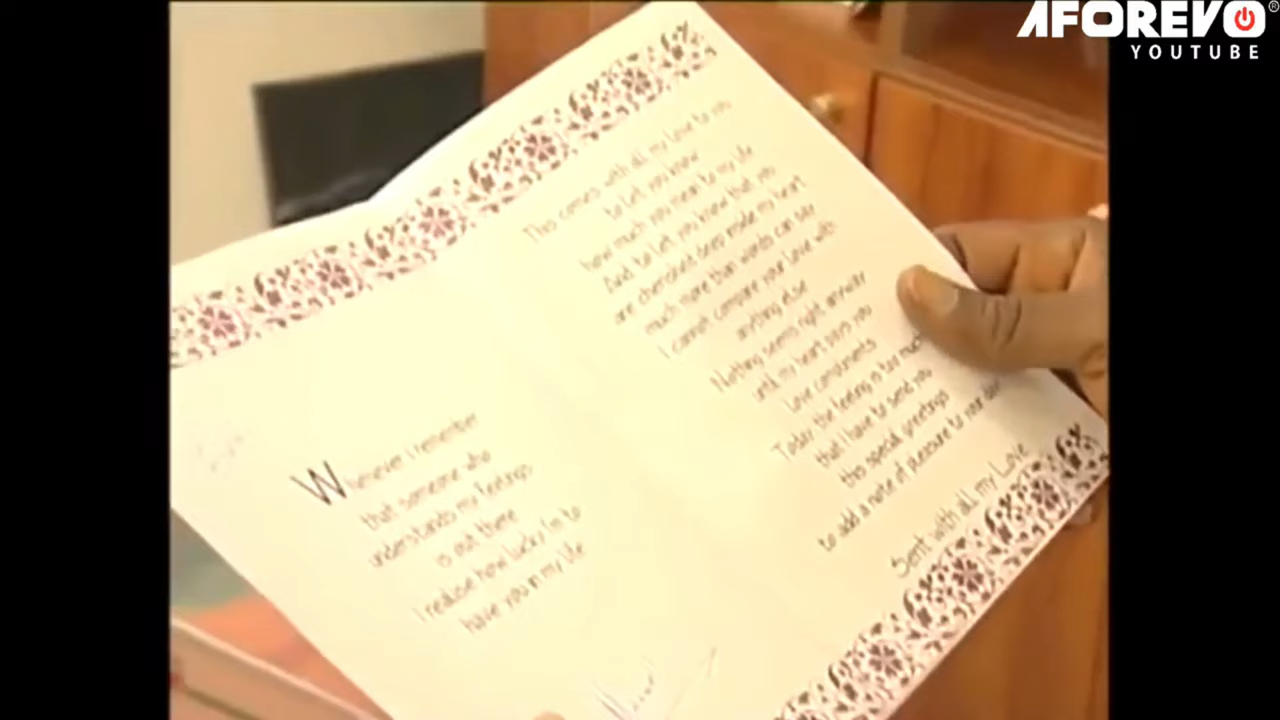 AFOREVO
YOUTUBE
Whenever I remember
that someone who
understands my feelings
is out there
I realise how lucky I'm to
have you in my life
This comes with all my love to you
to let you know
how much you mean to my life
And to let you know that you
are cherished deep inside my heart
much more than words can say
I cannot compare your love with
anything else
Nothing seems right anyway
until my heart pays you
Love compliments
Today the feeling is too much
that I have to send you
this special greetings
to add a note of pleasure to your day
Sent with all my Love